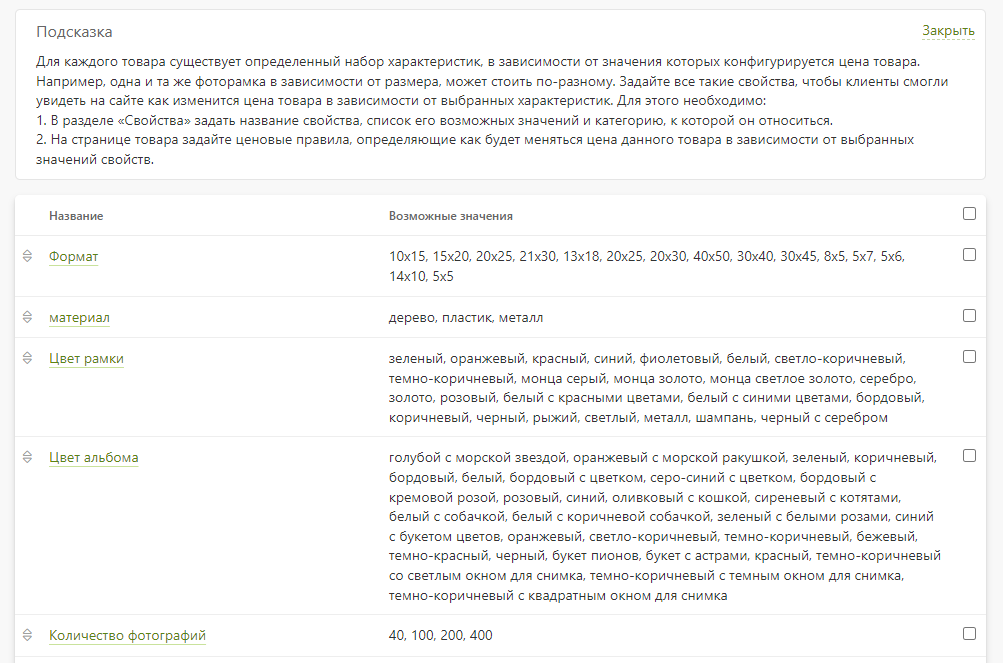 Подсказка
Закрыть
Для каждого товара существует определенный набор характеристик, в зависимости от значения которых конфигурируется цена товара.
Например, одна и та же фоторамка в зависимости от размера, может стоить по-разному. Задайте все такие свойства, чтобы клиенты смогли
увидеть на сайте как изменится цена товара в зависимости от выбранных характеристик. Для этого необходимо:
1. В разделе «Свойства» задать название свойства, список его возможных значений и категорию, к которой он относиться.
2. На странице товара задайте ценовые правила, определяющие как будет меняться цена данного товара в зависимости от выбранных
значений свойств.
Название
Возможные значения
Формат
10x15, 15x20, 20x25, 21x30, 13x18, 20x25, 20x30, 40x50, 30x40, 30x45, 8x5, 5x7, 5x6,
14x10, 5x5
материал
дерево, пластик, металл
Цвет рамки
зеленый, оранжевый, красный, синий, фиолетовый, белый, светло-коричневый,
темно-коричневый, монца серый, монца золото, монца светлое золото, серебро,
золото, розовый, белый с красными цветами, белый с синими цветами, бордовый,
коричневый, черный, рыжий, светлый, металл, шампань, черный с серебром
Цвет альбома
голубой с морской звездой, оранжевый с морской ракушкой, зеленый, коричневый,
бордовый, белый, бордовый с цветком, серо-синий с цветком, бордовый с
кремовой розой, розовый, синий, оливковый с кошкой, сиреневый с котятами,
белый с собачкой, белый с коричневой собачкой, зеленый с белыми розами, синий
с букетом цветов, оранжевый, светло-коричневый, темно-коричневый, бежевый,
темно-красный, черный, букет пионов, букет с астрами, красный, темно-коричневый
со светлым окном для снимка, темно-коричневый с темным окном для снимка,
темно-коричневый с квадратным окном для снимка
Количество фотографий
40, 100, 200, 400